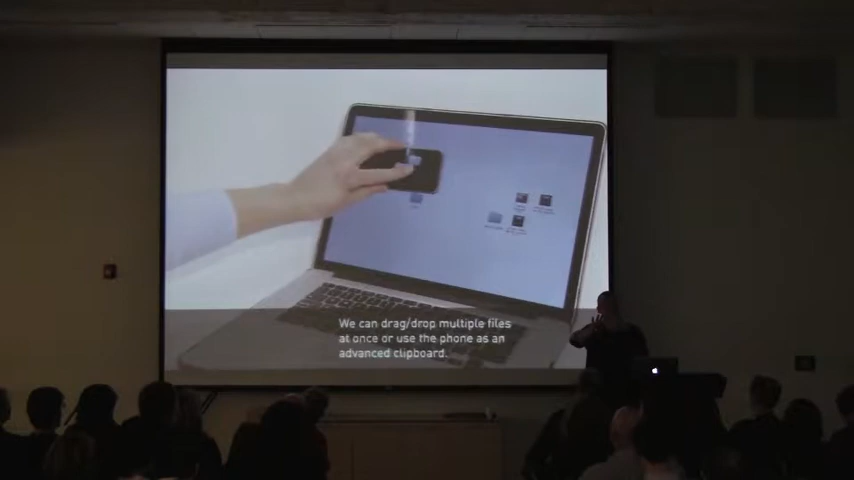 We can drag/drop multiple files
at once or use the phone as an
advanced clipboard.